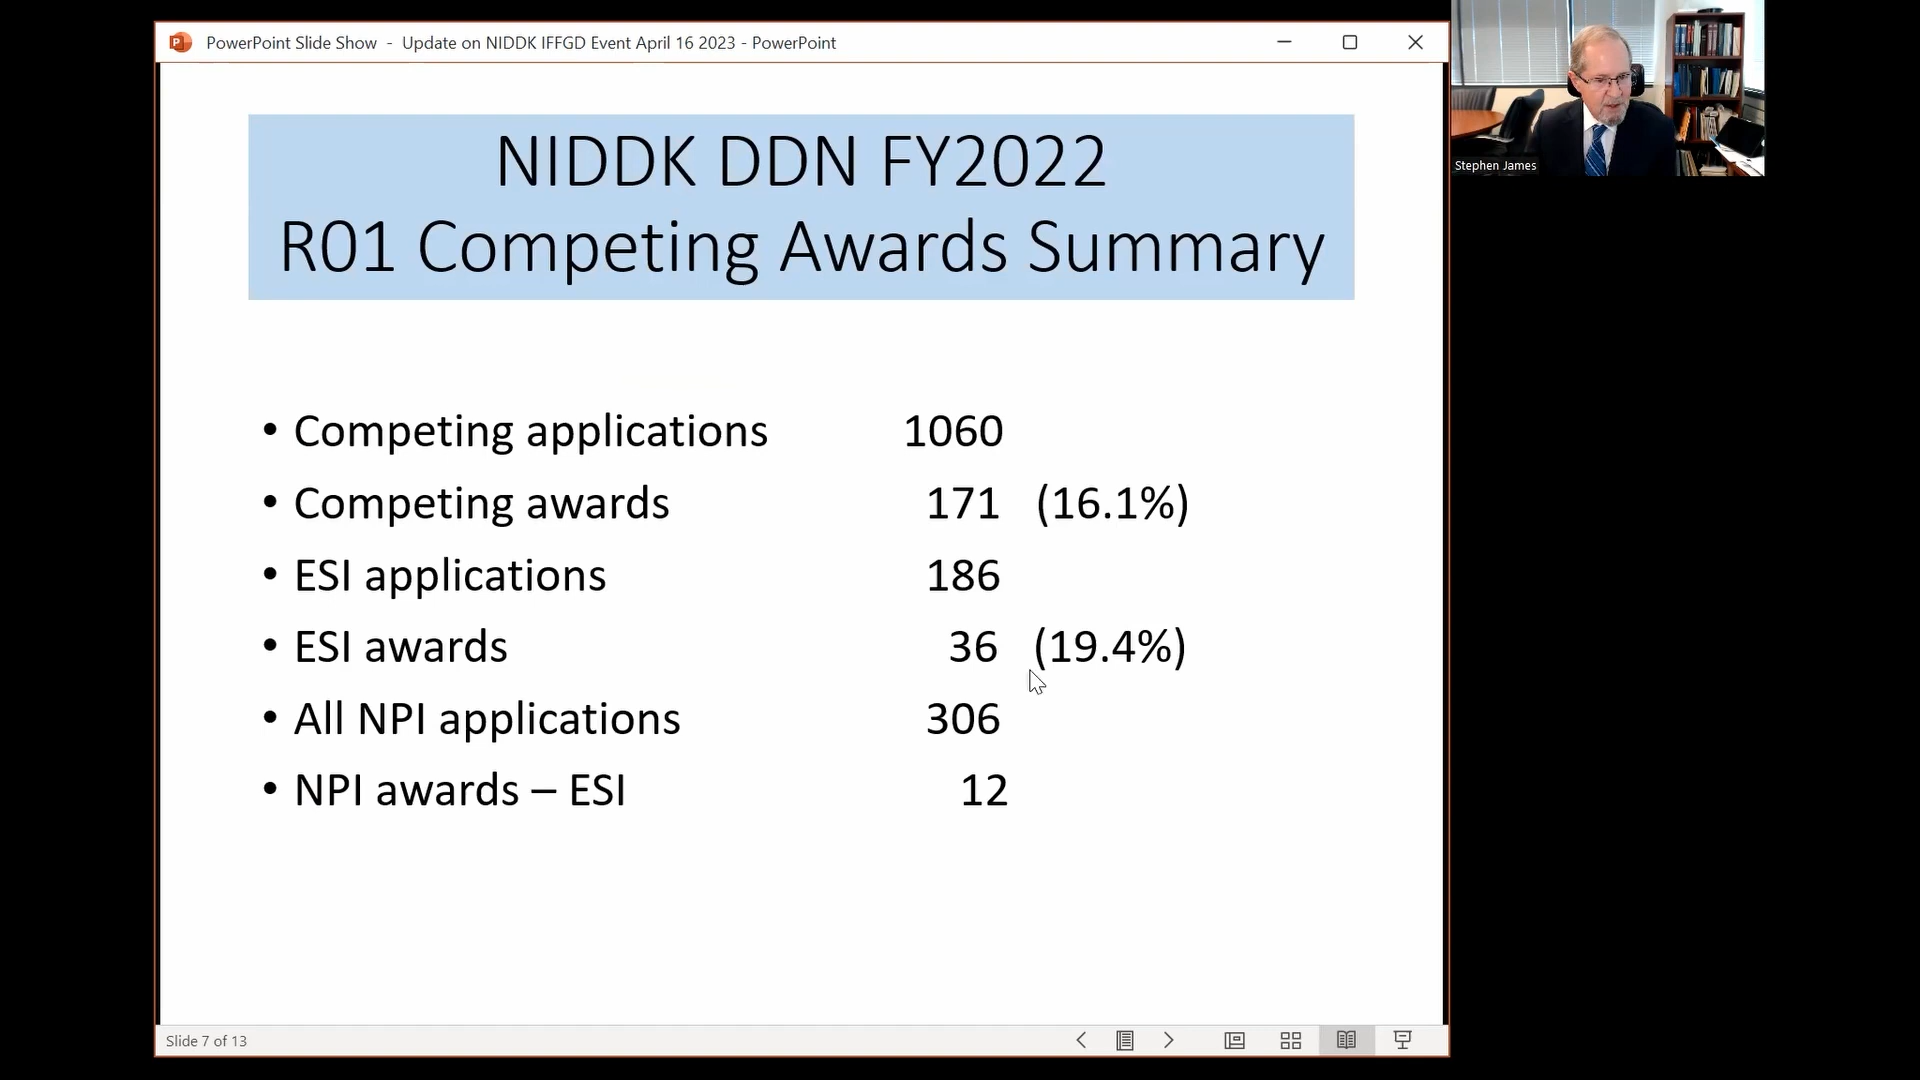 PowerPoint Slide Show - Update on NIDDK IFFGD Event April 16 2023 - PowerPoint
NIDDK DDN FY2022
R01 Competing Awards Summary
• Competing applications 1060
• Competing awards 171 (16.1%)
• ESI applications 186
• ESI awards 36 (19.4%)
• All NPI applications 306
• NPI awards – ESI 12
Slide 7 of 13
Stephen James